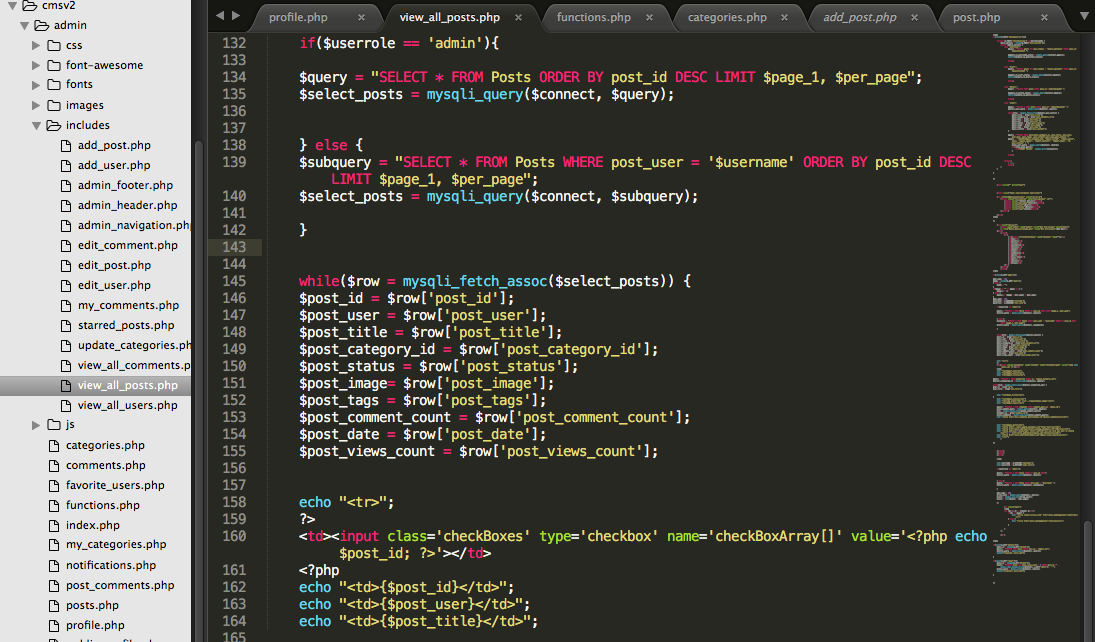 cmsv2
admin
css
font-awesome
fonts
images
includes
add_post.php
add_user.php
admin_footer.php
admin_header.php
admin_navigation.php
edit_comment.php
edit_post.php
edit_user.php
my_comments.php
starred_posts.php
update_categories.ph
view_all_comments.p
view_all_posts.php
view_all_users.php
js
categories.php
comments.php
favorite_users.php
functions.php
index.php
my_categories.php
notifications.php
post_comments.php
posts.php
profile.php
profile.php ×
view_all_posts.php ×
functions.php ×
categories.php ×
add_post.php ×
post.php ×
132 if($userrole == 'admin'){
133
134 $query = "SELECT * FROM Posts ORDER BY post_id DESC LIMIT $page_1, $per_page";
135 $select_posts = mysqli_query($connect, $query);
136
137
138 } else {
139 $subquery = "SELECT * FROM Posts WHERE post_user = '$username' ORDER BY post_id DESC
LIMIT $page_1, $per_page";
140 $select_posts = mysqli_query($connect, $subquery);
141
142 }
143
144
145 while($row = mysqli_fetch_assoc($select_posts)) {
146 $post_id = $row['post_id'];
147 $post_user = $row['post_user'];
148 $post_title = $row['post_title'];
149 $post_category_id = $row['post_category_id'];
150 $post_status = $row['post_status'];
151 $post_image= $row['post_image'];
152 $post_tags = $row['post_tags'];
153 $post_comment_count = $row['post_comment_count'];
154 $post_date = $row['post_date'];
155 $post_views_count = $row['post_views_count'];
156
157
158 echo "<tr>";
159 ?>
160 <td><input class='checkBoxes' type='checkbox' name='checkBoxArray[]' value='<?php echo
$post_id; ?>'></td>
161 <?php
162 echo "<td>{$post_id}</td>";
163 echo "<td>{$post_user}</td>";
164 echo "<td>{$post_title}</td>";
165